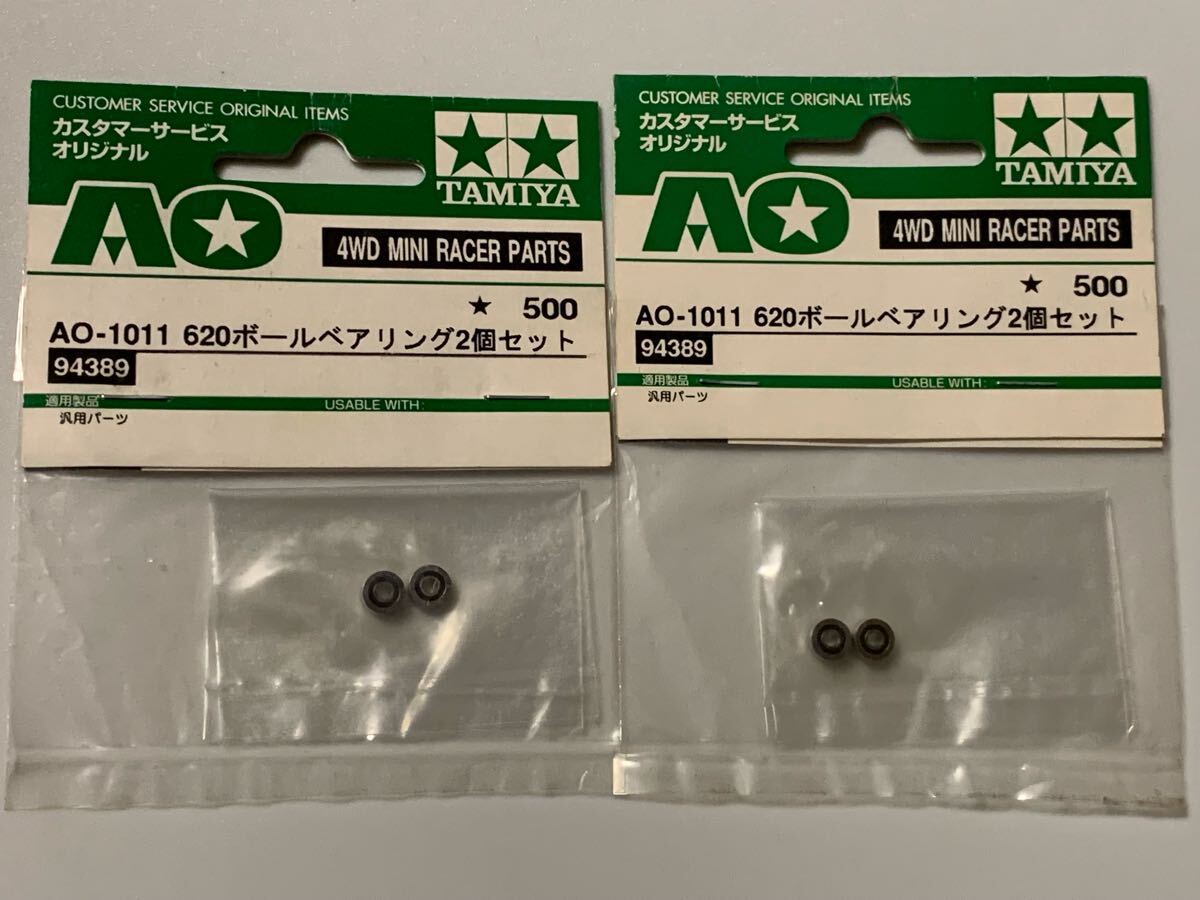 CUSTOMER SERVICE ORIGINAL ITEMS
カスタマーサービス
オリジナル
TAMIYA
AO
4WD MINI RACER PARTS
★ 500
AO-1011 620ボールベアリング2個セット
94389
適用製品
USABLE WITH:
汎用パーツ
CUSTOMER SERVICE ORIGINAL ITEMS
カスタマーサービス
オリジナル
TAMIYA
AO
4WD MINI RACER PARTS
★ 500
AO-1011 620ボールベアリング2個セット
94389
適用製品
USABLE WITH:
汎用パーツ